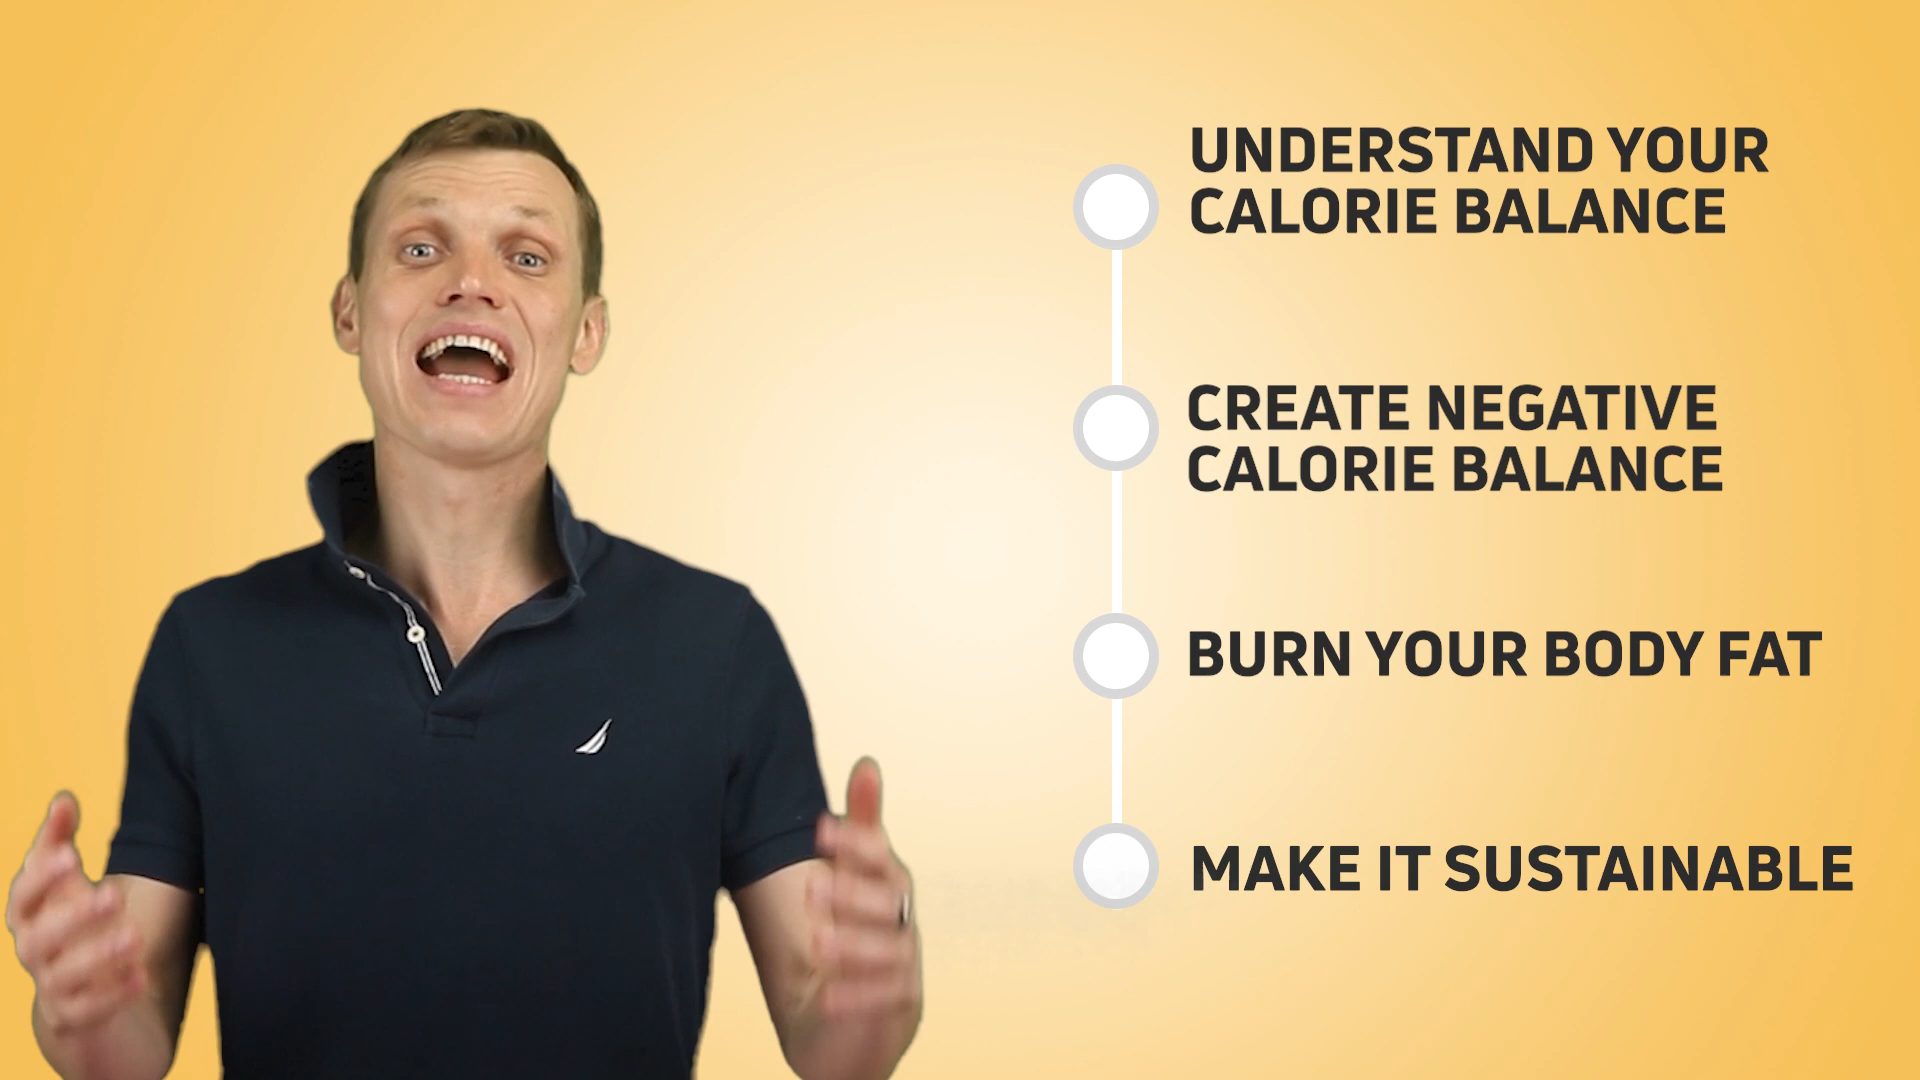 UNDERSTAND YOUR
CALORIE BALANCE
CREATE NEGATIVE
CALORIE BALANCE
BURN YOUR BODY FAT
MAKE IT SUSTAINABLE